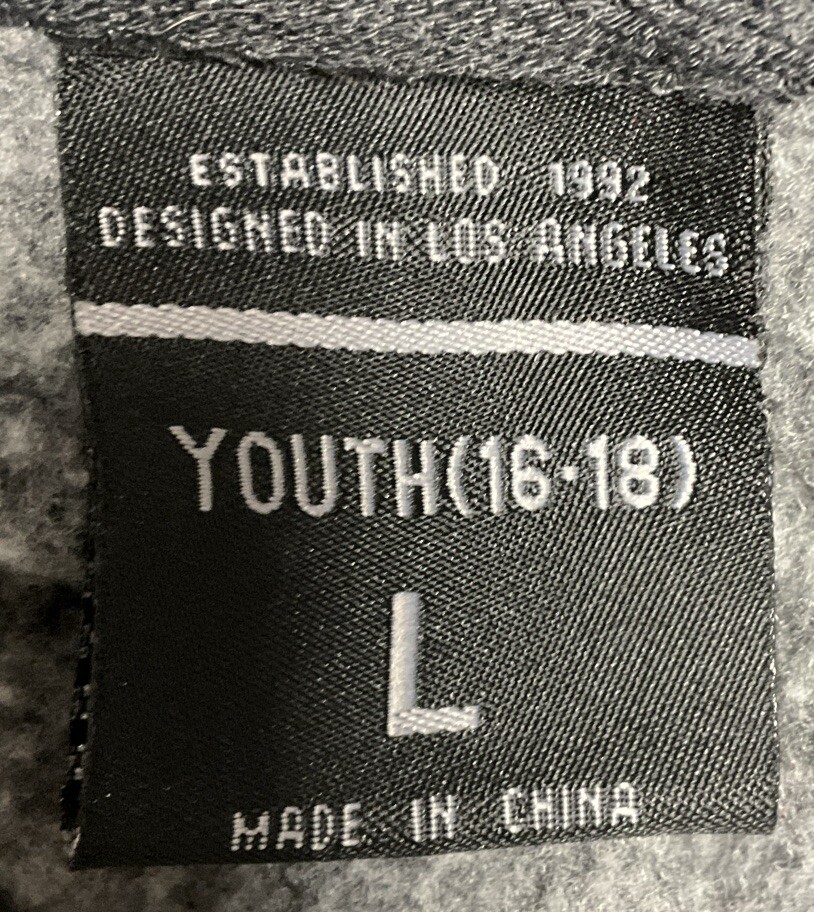 ESTABLISHED 1992
DESIGNED IN LOS ANGELES
YOUTH(16-18)
L
MADE IN CHINA